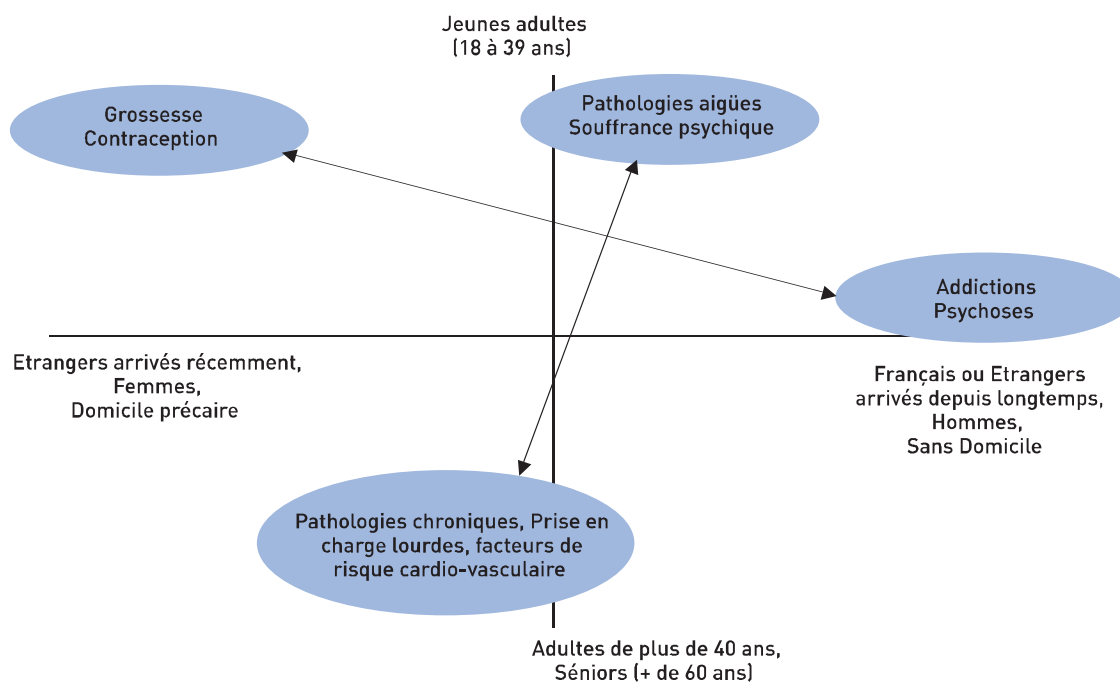 Jeunes adultes
(18 à 39 ans)
Grossesse
Contraception
Pathologies aigües
Souffrance psychique
Addictions
Psychoses
Etrangers arrivés récemment,
Femmes,
Domicile précaire
Français ou Etrangers
arrivés depuis longtemps,
Hommes,
Sans Domicile
Pathologies chroniques, Prise en
charge lourdes, facteurs de
risque cardio-vasculaire
Adultes de plus de 40 ans,
Séniors (+ de 60 ans)